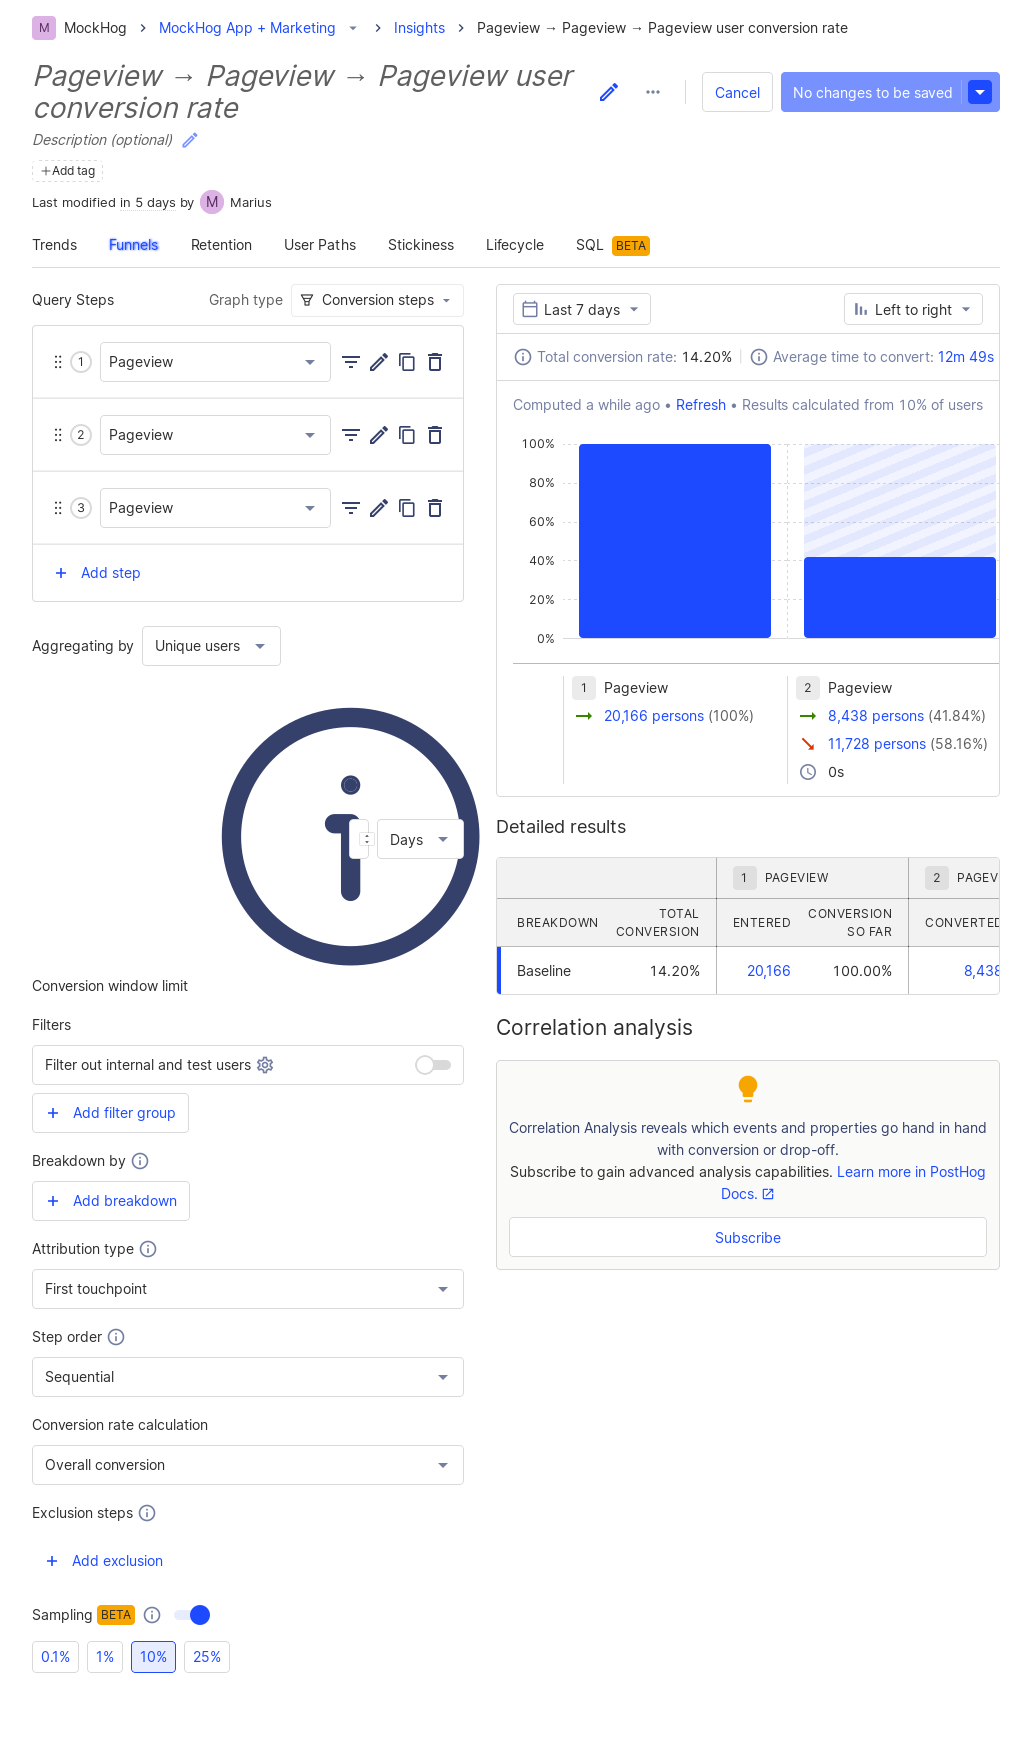 M MockHog > MockHog App + Marketing > Insights > Pageview → Pageview → Pageview user conversion rate
Pageview → Pageview → Pageview user
conversion rate
Cancel
No changes to be saved
Description (optional)
+Add tag
Last modified in 5 days by M Marius
Trends Funnels Retention User Paths Stickiness Lifecycle SQL BETA
Query Steps Graph type Conversion steps
1 Pageview
2 Pageview
3 Pageview
+ Add step
Aggregating by Unique users
Days
Conversion window limit
Filters
Filter out internal and test users
+ Add filter group
Breakdown by
+ Add breakdown
Attribution type
First touchpoint
Step order
Sequential
Conversion rate calculation
Overall conversion
Exclusion steps
+ Add exclusion
Sampling BETA
0.1% 1% 10% 25%
Last 7 days Left to right
Total conversion rate: 14.20% Average time to convert: 12m 49s
Computed a while ago • Refresh • Results calculated from 10% of users
100%
80%
60%
40%
20%
0%
1 Pageview
20,166 persons (100%)
2 Pageview
8,438 persons (41.84%)
11,728 persons (58.16%)
0s
Detailed results
1 PAGEVIEW 2 PAGEV
BREAKDOWN TOTAL CONVERSION ENTERED CONVERSION SO FAR CONVERTED
Baseline 14.20% 20,166 100.00% 8,438
Correlation analysis
Correlation Analysis reveals which events and properties go hand in hand
with conversion or drop-off.
Subscribe to gain advanced analysis capabilities. Learn more in PostHog
Docs.
Subscribe